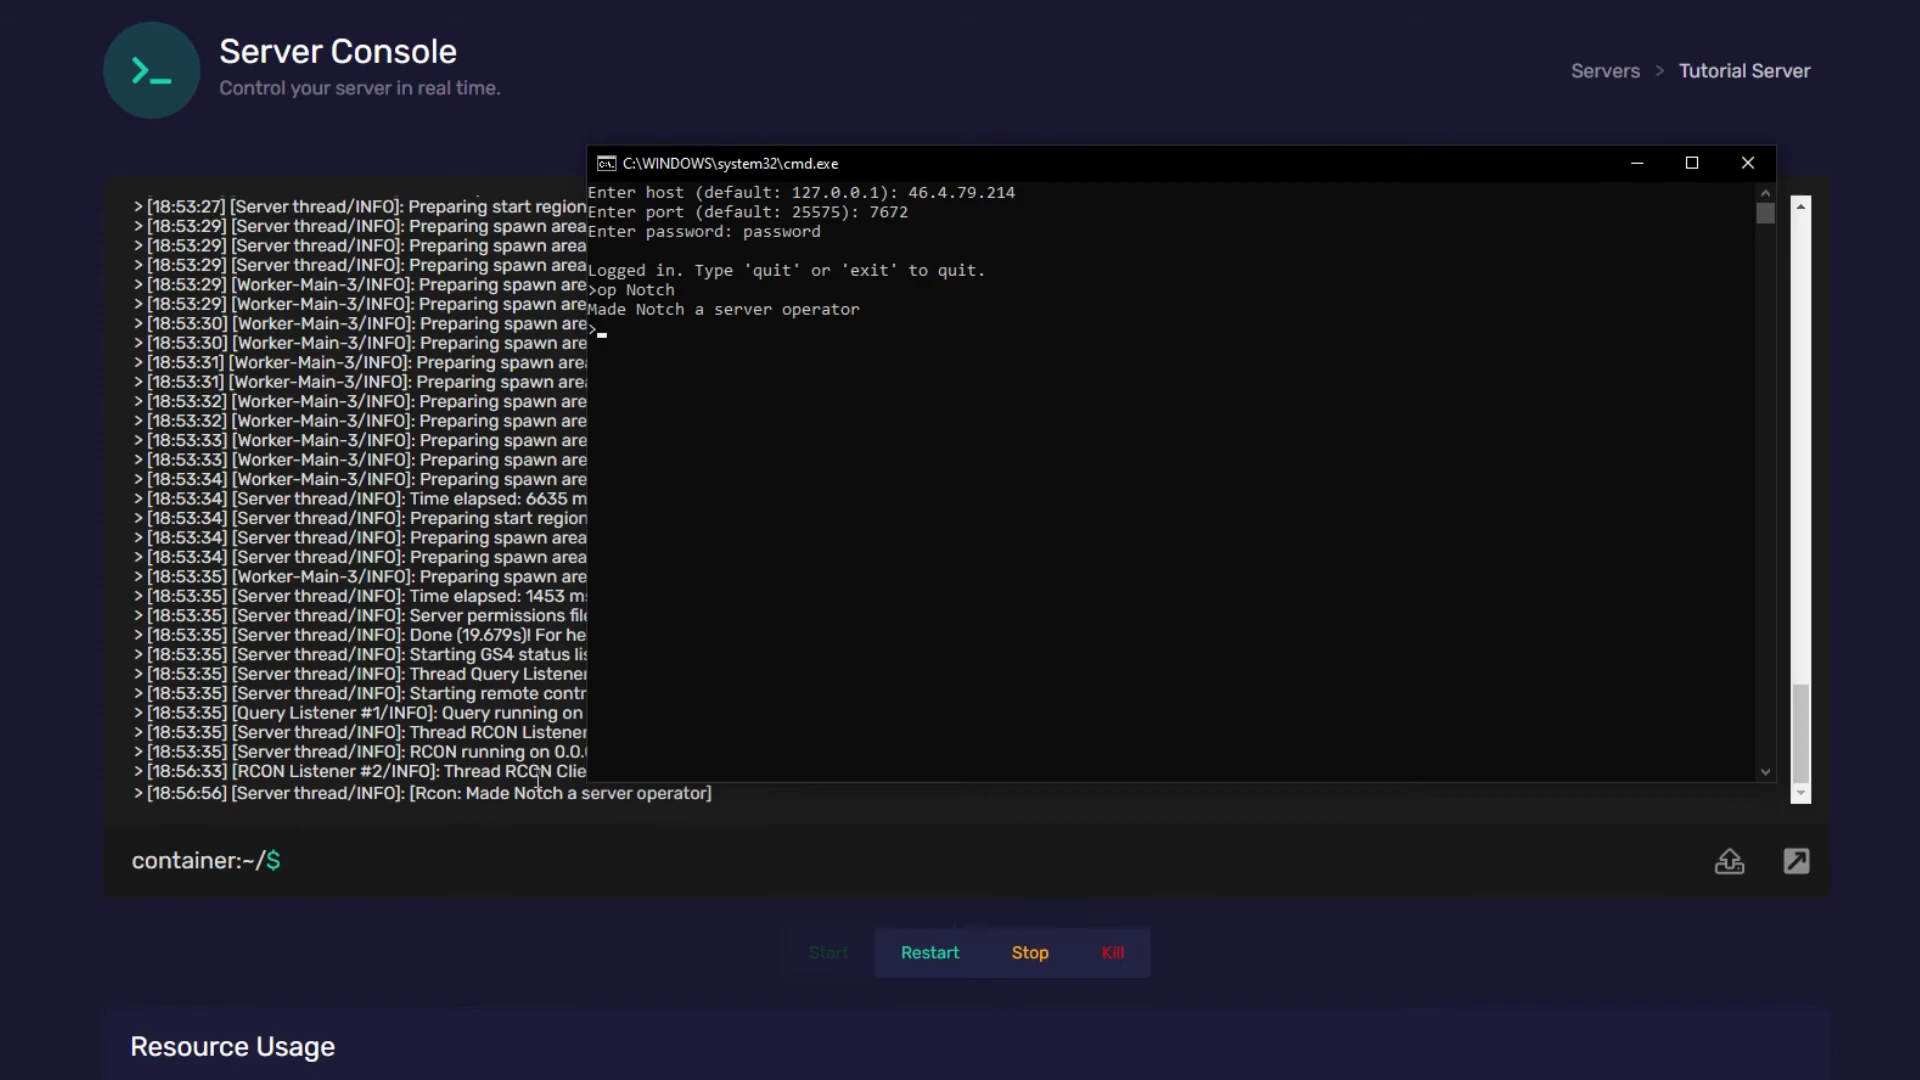 Server Console
Control your server in real time.
Servers > Tutorial Server
C:\WINDOWS\system32\cmd.exe
Enter host (default: 127.0.0.1): 46.4.79.214
Enter port (default: 25575): 7672
Enter password: password
Logged in. Type 'quit' or 'exit' to quit.
>op Notch
Made Notch a server operator
>
> [18:53:27] [Server thread/INFO]: Preparing start region
> [18:53:29] [Server thread/INFO]: Preparing spawn area
> [18:53:29] [Server thread/INFO]: Preparing spawn area
> [18:53:29] [Server thread/INFO]: Preparing spawn area
> [18:53:29] [Worker-Main-3/INFO]: Preparing spawn are
> [18:53:29] [Worker-Main-3/INFO]: Preparing spawn are
> [18:53:30] [Worker-Main-3/INFO]: Preparing spawn are
> [18:53:30] [Worker-Main-3/INFO]: Preparing spawn are
> [18:53:31] [Worker-Main-3/INFO]: Preparing spawn area
> [18:53:31] [Worker-Main-3/INFO]: Preparing spawn area
> [18:53:32] [Worker-Main-3/INFO]: Preparing spawn are
> [18:53:32] [Worker-Main-3/INFO]: Preparing spawn are
> [18:53:33] [Worker-Main-3/INFO]: Preparing spawn are
> [18:53:33] [Worker-Main-3/INFO]: Preparing spawn are
> [18:53:34] [Worker-Main-3/INFO]: Preparing spawn are
> [18:53:34] [Server thread/INFO]: Time elapsed: 6635 m
> [18:53:34] [Server thread/INFO]: Preparing start region
> [18:53:34] [Server thread/INFO]: Preparing spawn area
> [18:53:34] [Server thread/INFO]: Preparing spawn area
> [18:53:35] [Worker-Main-3/INFO]: Preparing spawn are
> [18:53:35] [Server thread/INFO]: Time elapsed: 1453 m
> [18:53:35] [Server thread/INFO]: Server permissions file
> [18:53:35] [Server thread/INFO]: Done (19.679s)! For he
> [18:53:35] [Server thread/INFO]: Starting GS4 status lis
> [18:53:35] [Server thread/INFO]: Thread Query Listener
> [18:53:35] [Server thread/INFO]: Starting remote contr
> [18:53:35] [Query Listener #1/INFO]: Query running on
> [18:53:35] [Server thread/INFO]: Thread RCON Listener
> [18:53:35] [Server thread/INFO]: RCON running on 0.0.
> [18:56:33] [RCON Listener #2/INFO]: Thread RCON Clie
> [18:56:56] [Server thread/INFO]: [Rcon: Made Notch a server operator]
container:~/$
Start Restart Stop Kill
Resource Usage